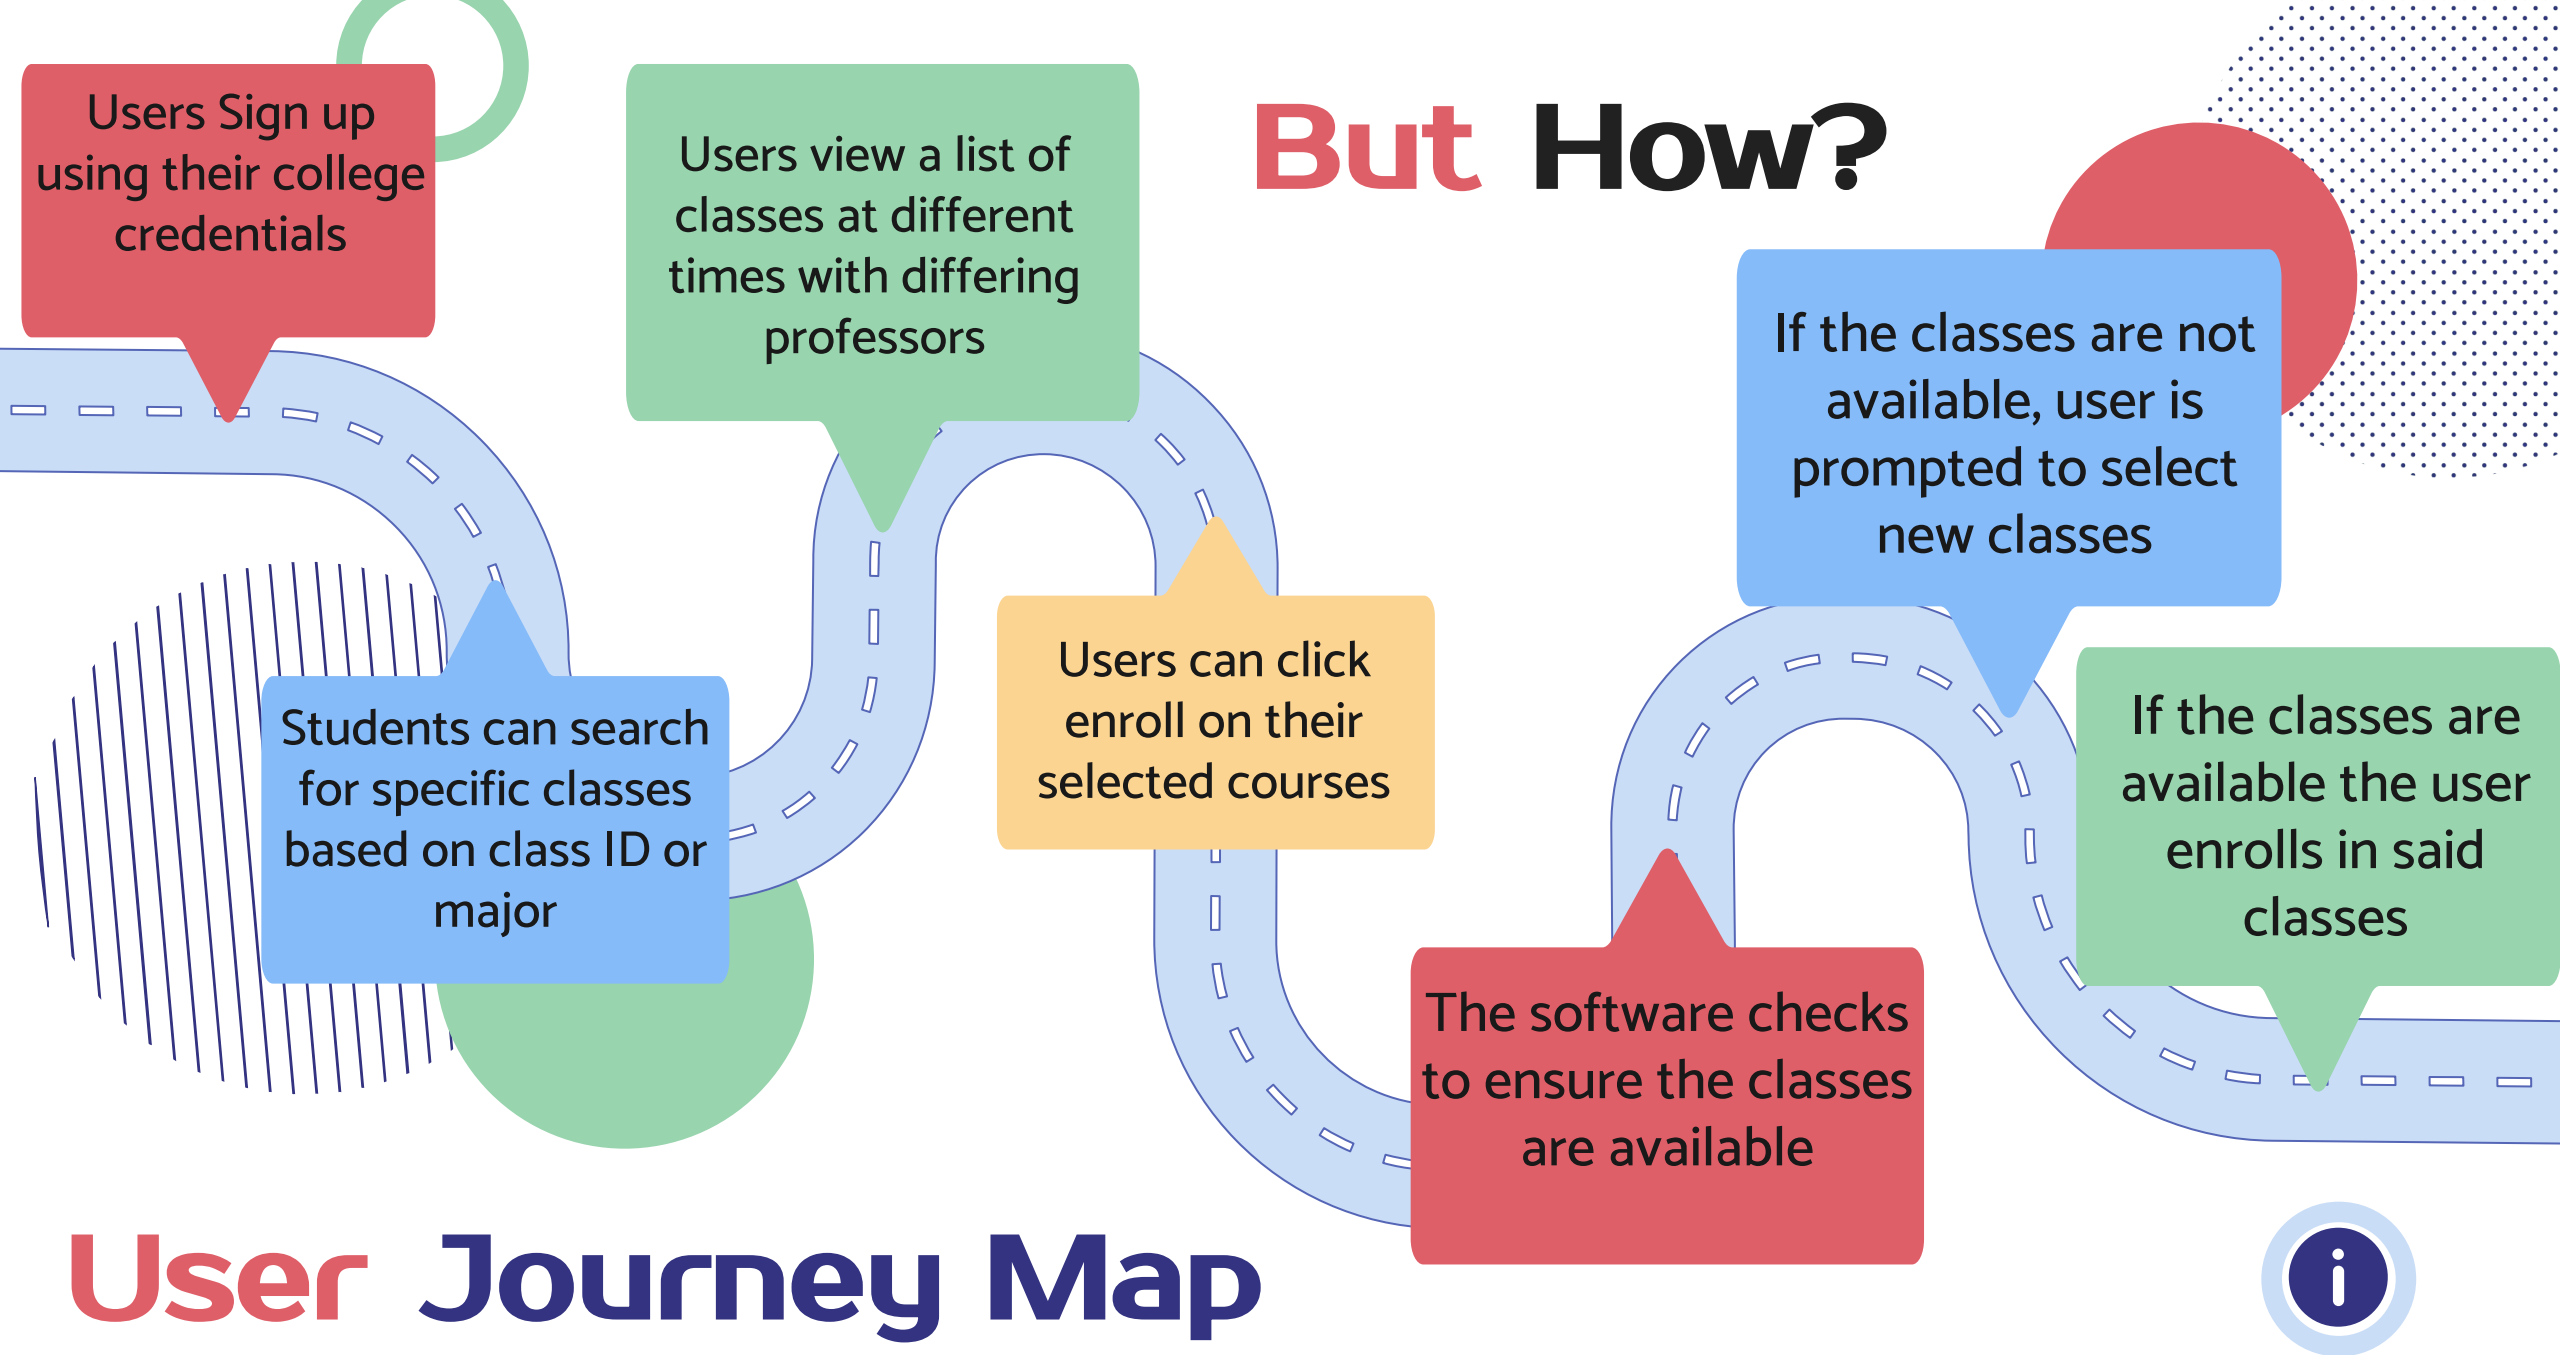 But How?
Users Sign up
using their college
credentials
Students can search
for specific classes
based on class ID or
major
Users view a list of
classes at different
times with differing
professors
Users can click
enroll on their
selected courses
The software checks
to ensure the classes
are available
If the classes are not
available, user is
prompted to select
new classes
If the classes are
available the user
enrolls in said
classes
User Journey Map
i